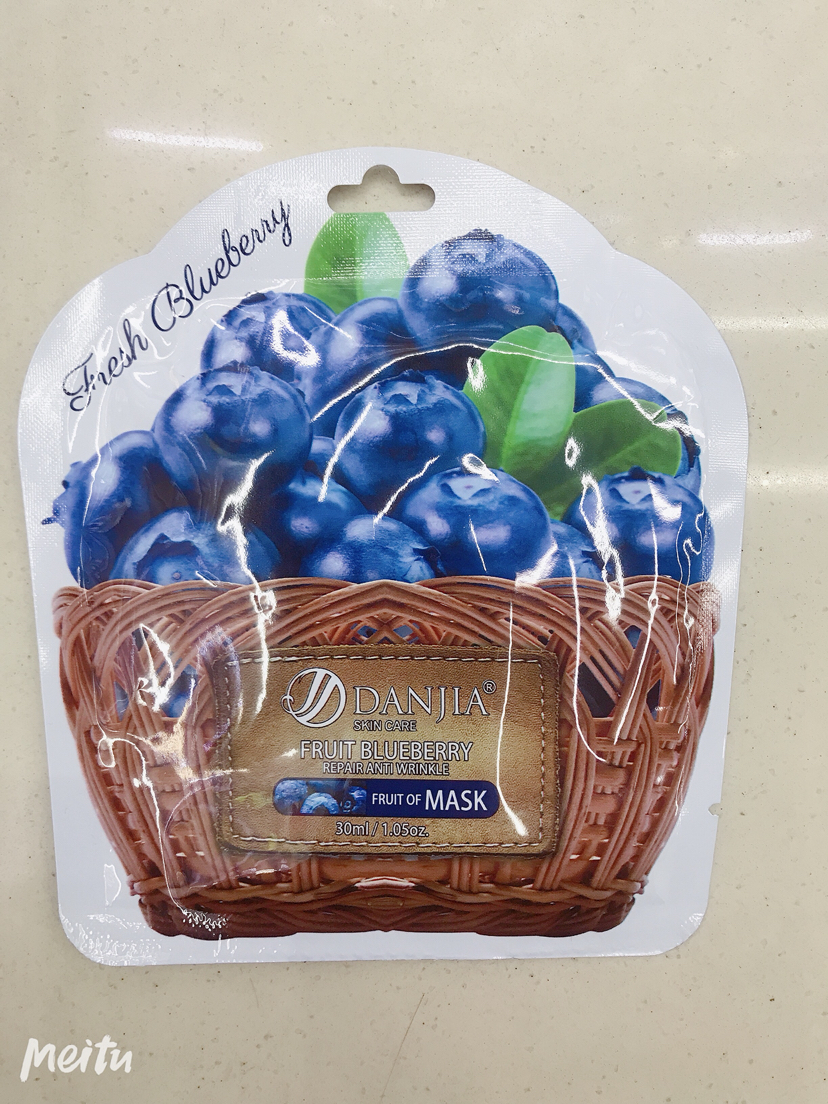 Fresh Blueberry
DANJIA®
SKIN CARE
FRUIT BLUEBERRY
REPAIR ANTI WRINKLE
FRUIT OF MASK
30ml / 1.05oz.
meitu